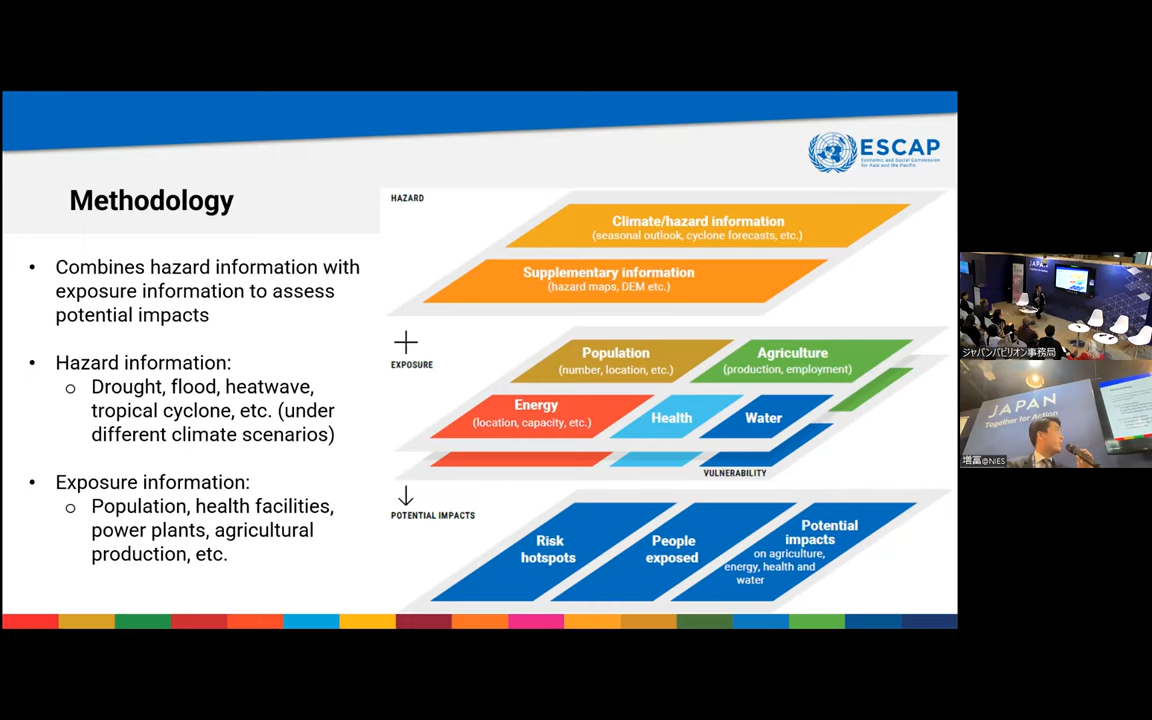 ESCAP
Economic and Social Commission
for Asia and the Pacific
Methodology
• Combines hazard information with
exposure information to assess
potential impacts
• Hazard information:
o Drought, flood, heatwave,
tropical cyclone, etc. (under
different climate scenarios)
• Exposure information:
o Population, health facilities,
power plants, agricultural
production, etc.
HAZARD
Climate/hazard information
(seasonal outlook, cyclone forecasts, etc.)
Supplementary information
(hazard maps, DEM etc.)
EXPOSURE
Population
(number, location, etc.)
Agriculture
(production, employment)
Energy
(location, capacity, etc.)
Health
Water
VULNERABILITY
POTENTIAL IMPACTS
Risk
hotspots
People
exposed
Potential
impacts
on agriculture,
energy, health and
water
JAPAN
ジャパンパビリオン事務局
JAPAN
Together for Action
増冨@NIES